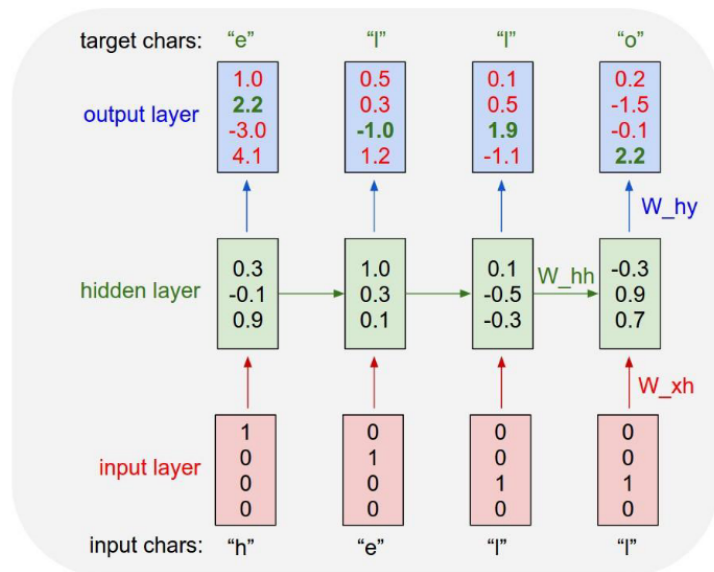 target chars: “e” “l” “l” “o”
1.0 0.5 0.1 0.2
2.2 0.3 0.5 -1.5
output layer -3.0 -1.0 1.9 -0.1
4.1 1.2 -1.1 2.2
W_hy
0.3 1.0 0.1 W_hh -0.3
hidden layer -0.1 0.3 -0.5 0.9
0.9 0.1 -0.3 0.7
W_xh
1 0 0 0
input layer 0 1 0 0
0 0 1 1
0 0 0 0
input chars: “h” “e” “l” “l”